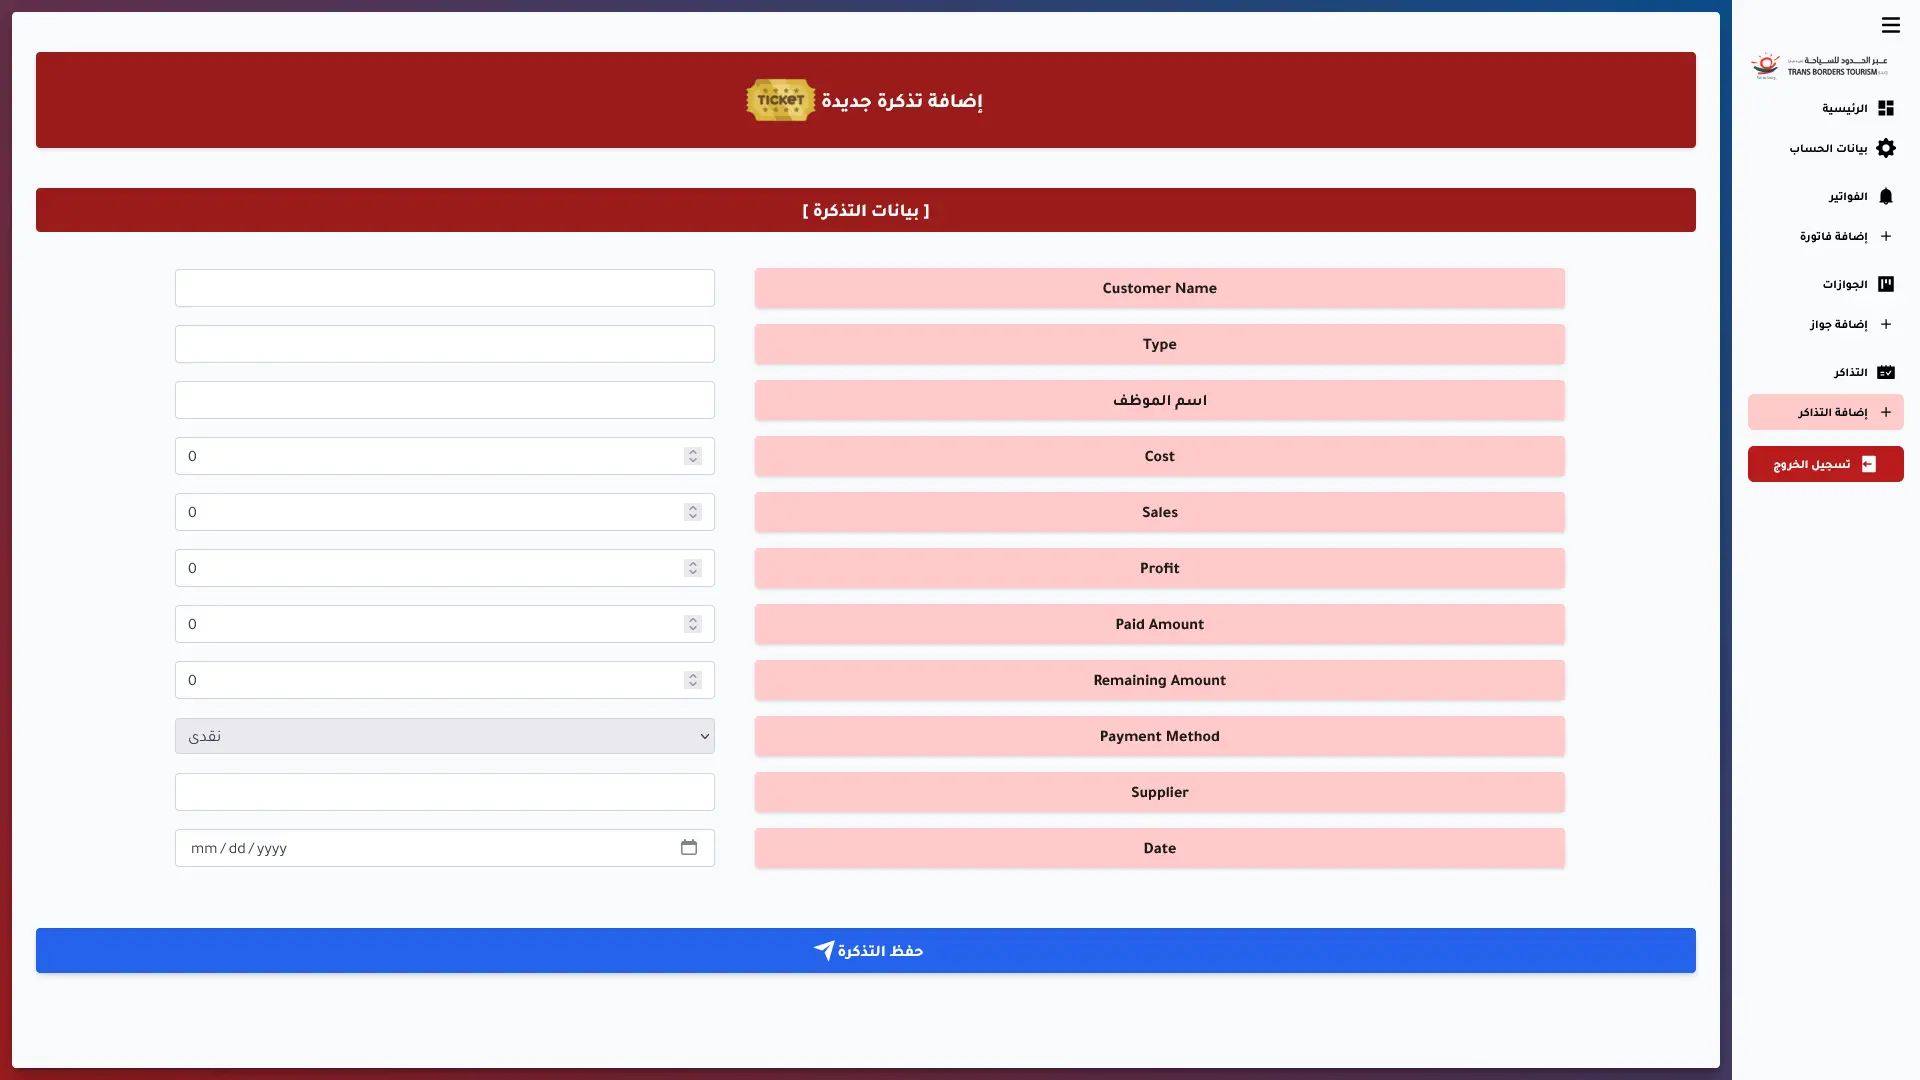 عبر الحدود للسياحة
TRANS BORDERS TOURISM
الرئيسية
بيانات الحساب
الفواتير
إضافة فاتورة
الجوازات
إضافة جواز
التذاكر
إضافة التذاكر
تسجيل الخروج
إضافة تذكرة جديدة TICKET
[ بيانات التذكرة ]
Customer Name
Type
اسم الموظف
Cost 0
Sales 0
Profit 0
Paid Amount 0
Remaining Amount 0
Payment Method نقدى
Supplier
Date mm/dd/yyyy
حفظ التذكرة